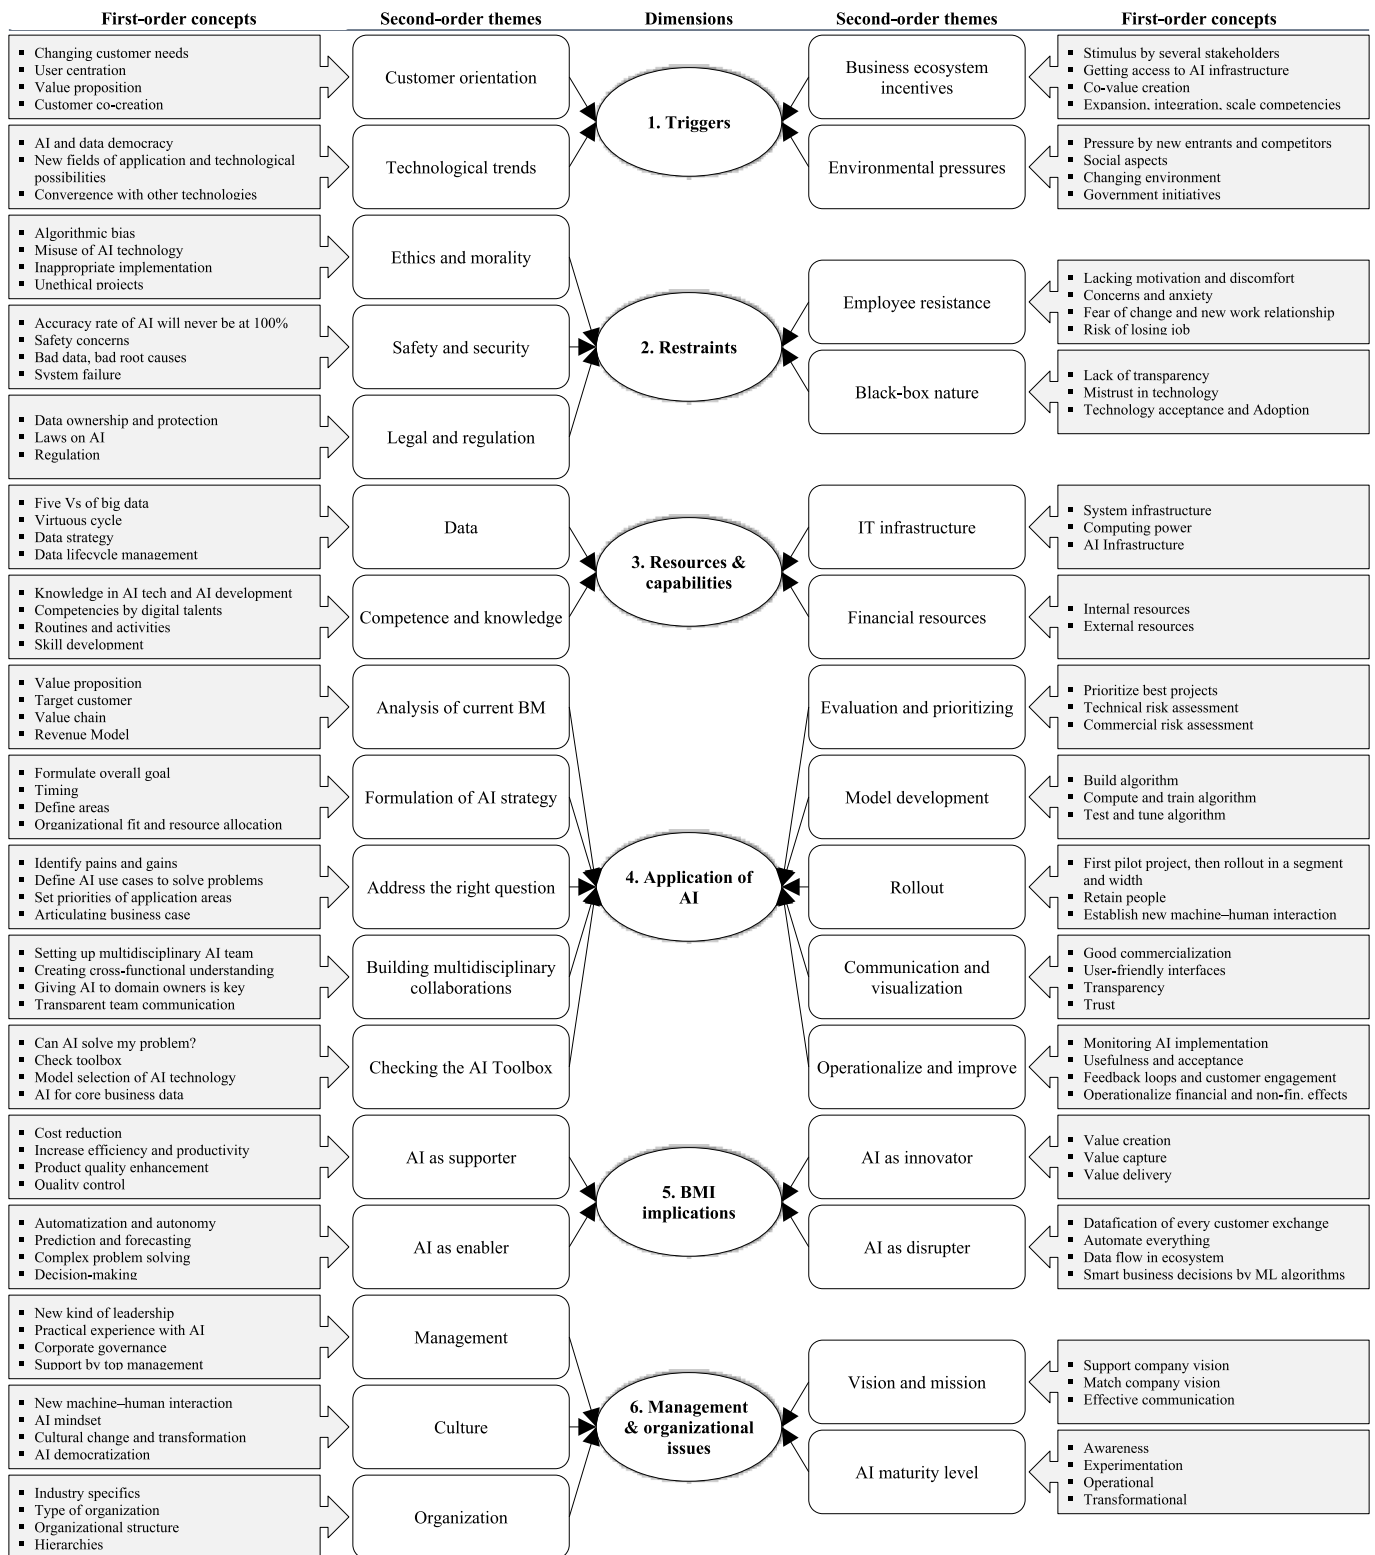 First-order concepts
Second-order themes
Dimensions
Second-order themes
First-order concepts
Changing customer needs
User centration
Value proposition
Customer co-creation
Customer orientation
1. Triggers
Business ecosystem
incentives
Stimulus by several stakeholders
Getting access to AI infrastructure
Co-value creation
Expansion, integration, scale competencies
AI and data democracy
New fields of application and technological
possibilities
Convergence with other technologies
Technological trends
Environmental pressures
Pressure by new entrants and competitors
Social aspects
Changing environment
Government initiatives
Algorithmic bias
Misuse of AI technology
Inappropriate implementation
Unethical projects
Ethics and morality
Accuracy rate of AI will never be at 100%
Safety concerns
Bad data, bad root causes
System failure
Safety and security
2. Restraints
Employee resistance
Lacking motivation and discomfort
Concerns and anxiety
Fear of change and new work relationship
Risk of losing job
Black-box nature
Lack of transparency
Mistrust in technology
Technology acceptance and Adoption
Data ownership and protection
Laws on AI
Regulation
Legal and regulation
Five Vs of big data
Virtuous cycle
Data strategy
Data lifecycle management
Data
3. Resources &
capabilities
IT infrastructure
System infrastructure
Computing power
AI Infrastructure
Knowledge in AI tech and AI development
Competencies by digital talents
Routines and activities
Skill development
Competence and knowledge
Financial resources
Internal resources
External resources
Value proposition
Target customer
Value chain
Revenue Model
Analysis of current BM
Evaluation and prioritizing
Prioritize best projects
Technical risk assessment
Commercial risk assessment
Formulate overall goal
Timing
Define areas
Organizational fit and resource allocation
Formulation of AI strategy
Model development
Build algorithm
Compute and train algorithm
Test and tune algorithm
Identify pains and gains
Define AI use cases to solve problems
Set priorities of application areas
Articulating business case
Address the right question
4. Application of
AI
Rollout
First pilot project, then rollout in a segment
and width
Retain people
Establish new machine–human interaction
Setting up multidisciplinary AI team
Creating cross-functional understanding
Giving AI to domain owners is key
Transparent team communication
Building multidisciplinary
collaborations
Communication and
visualization
Good commercialization
User-friendly interfaces
Transparency
Trust
Can AI solve my problem?
Check toolbox
Model selection of AI technology
AI for core business data
Checking the AI Toolbox
Operationalize and improve
Monitoring AI implementation
Usefulness and acceptance
Feedback loops and customer engagement
Operationalize financial and non-fin. effects
Cost reduction
Increase efficiency and productivity
Product quality enhancement
Quality control
AI as supporter
5. BMI
implications
AI as innovator
Value creation
Value capture
Value delivery
Automatization and autonomy
Prediction and forecasting
Complex problem solving
Decision-making
AI as enabler
AI as disrupter
Datafication of every customer exchange
Automate everything
Data flow in ecosystem
Smart business decisions by ML algorithms
New kind of leadership
Practical experience with AI
Corporate governance
Support by top management
Management
Vision and mission
Support company vision
Match company vision
Effective communication
New machine–human interaction
AI mindset
Cultural change and transformation
AI democratization
Culture
6. Management
& organizational
issues
AI maturity level
Awareness
Experimentation
Operational
Transformational
Industry specifics
Type of organization
Organizational structure
Hierarchies
Organization